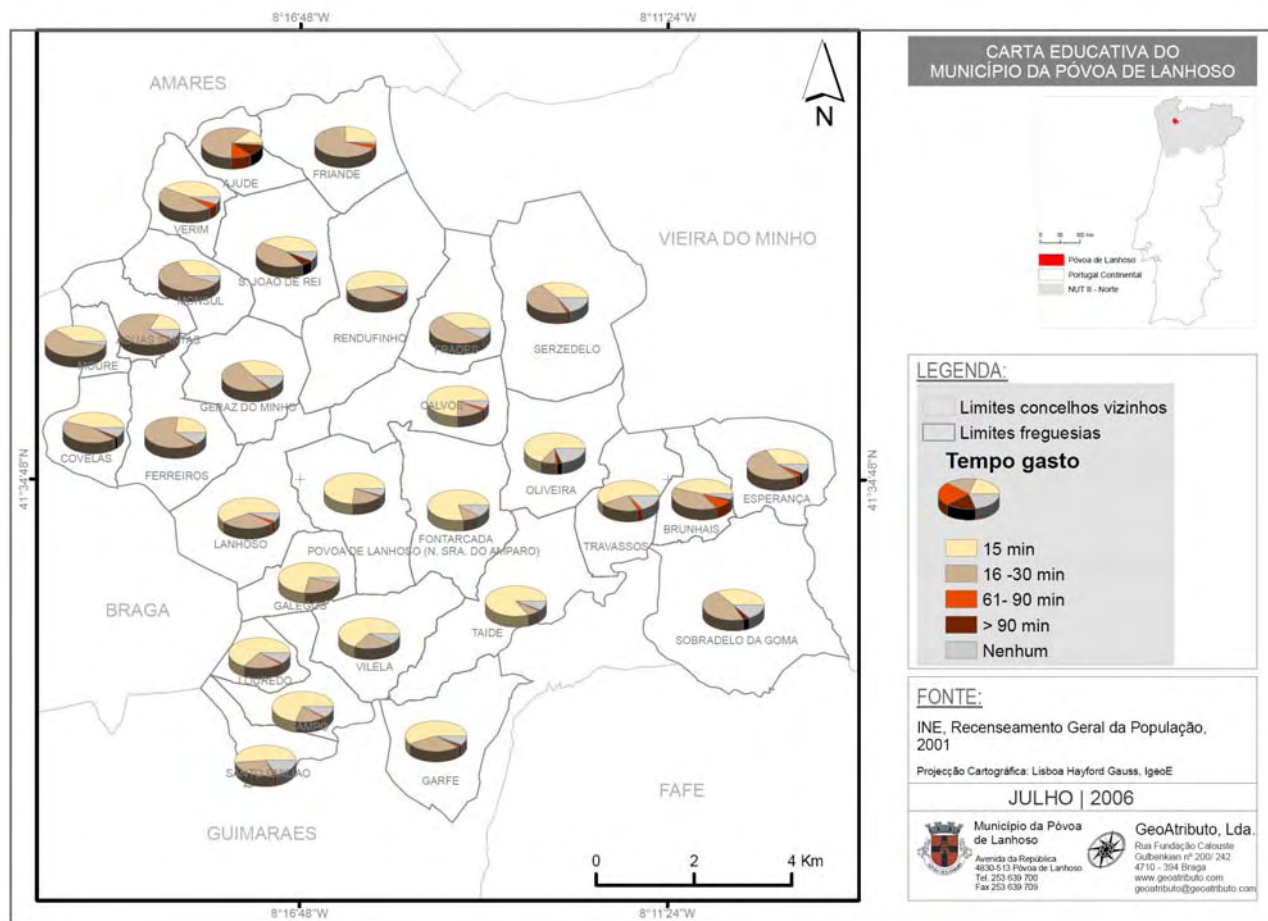 8°16'48"W
8°11'24"W
41°34'48"N
41°34'48"N
AMARES
N
AJUDE
FRIANDE
VERIM
VIEIRA DO MINHO
S. JOAO DE REI
MONSUL
RENDUFINHO
FRADES
SERZEDELO
MOURE
GERAZ DO MINHO
CALVOS
COVELAS
FERREIROS
OLIVEIRA
ESPERANÇA
BRUNHAIS
TRAVASSOS
LANHOSO
FONTARCADA
POVOA DE LANHOSO (N. SRA. DO AMPARO)
BRAGA
GALEGOS
TAIDE
SOBRADELO DA GOMA
VILELA
LOUREDO
GARFE
FAFE
GUIMARAES
0 2 4 Km
8°16'48"W
8°11'24"W
CARTA EDUCATIVA DO
MUNICÍPIO DA PÓVOA DE LANHOSO
Póvoa de Lanhoso
Portugal Continental
NUT II - Norte
LEGENDA:
Limites concelhos vizinhos
Limites freguesias
Tempo gasto
15 min
16 -30 min
61- 90 min
> 90 min
Nenhum
FONTE:
INE, Recenseamento Geral da População,
2001
Projecção Cartográfica: Lisboa Hayford Gauss, IgeoE
JULHO | 2006
Município da Póvoa
de Lanhoso
Avenida da República
4830-513 Póvoa de Lanhoso
Tel. 253 639 700
Fax 253 639 709
GeoAtributo, Lda.
Rua Fundação Calouste
Gulbenkian nº 200/ 242
4710 - 394 Braga
www.geoatributo.com
geoatributo@geoatributo.com